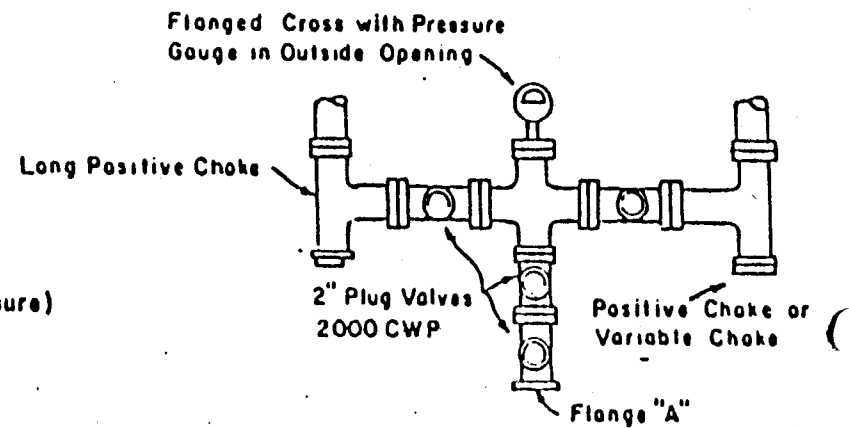 Flanged Cross with Pressure
Gauge in Outside Opening
Long Positive Choke
sure)
2" Plug Valves
2000 CWP
Positive Choke or
Variable Choke
(
Flange "A"